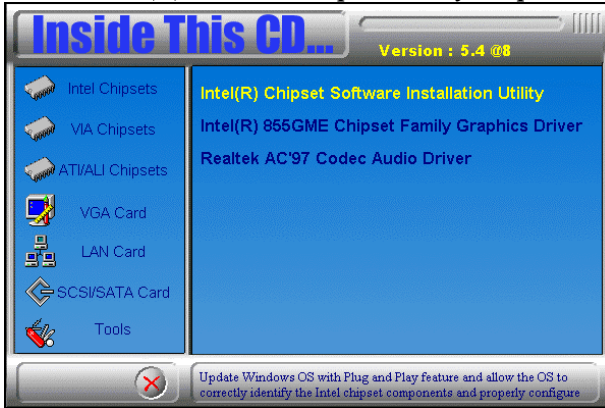 Inside This CD...
Version : 5.4 @8
Intel Chipsets
VIA Chipsets
ATI/ALI Chipsets
VGA Card
LAN Card
SCSI/SATA Card
Tools
Intel(R) Chipset Software Installation Utility
Intel(R) 855GME Chipset Family Graphics Driver
Realtek AC'97 Codec Audio Driver
Update Windows OS with Plug and Play feature and allow the OS to
correctly identify the Intel chipset components and properly configure